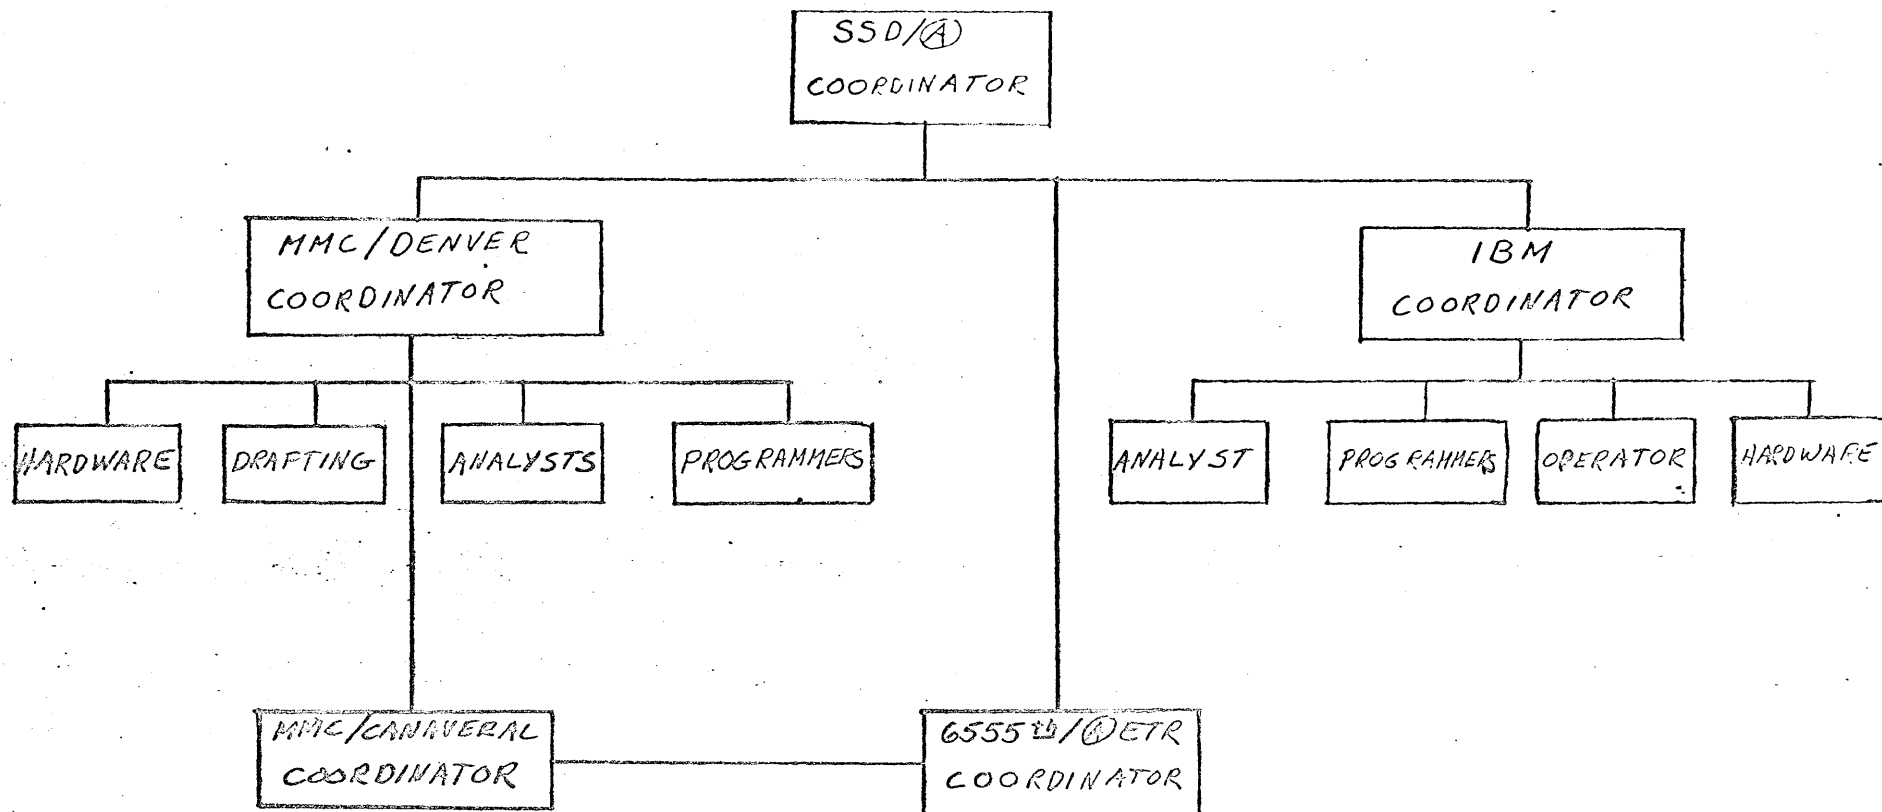 SSD/Ⓐ
COORDINATOR
MMC/DENVER
COORDINATOR
IBM
COORDINATOR
HARDWARE
DRAFTING
ANALYSTS
PROGRAMMERS
ANALYST
PROGRAMMERS
OPERATOR
HARDWARE
MMC/CANAVERAL
COORDINATOR
6555th/Ⓐ ETR
COORDINATOR